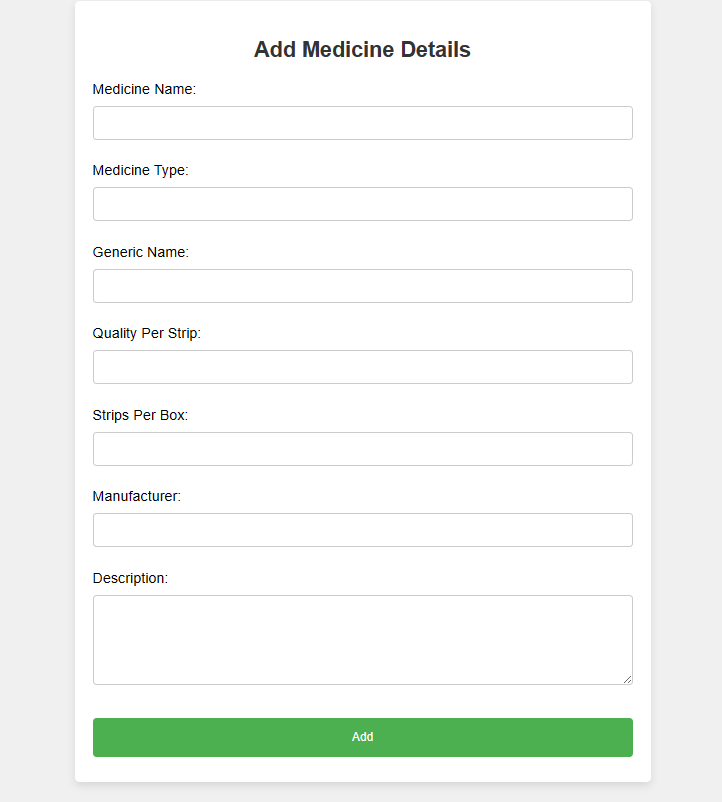 Add Medicine Details
Medicine Name:
Medicine Type:
Generic Name:
Quality Per Strip:
Strips Per Box:
Manufacturer:
Description:
Add